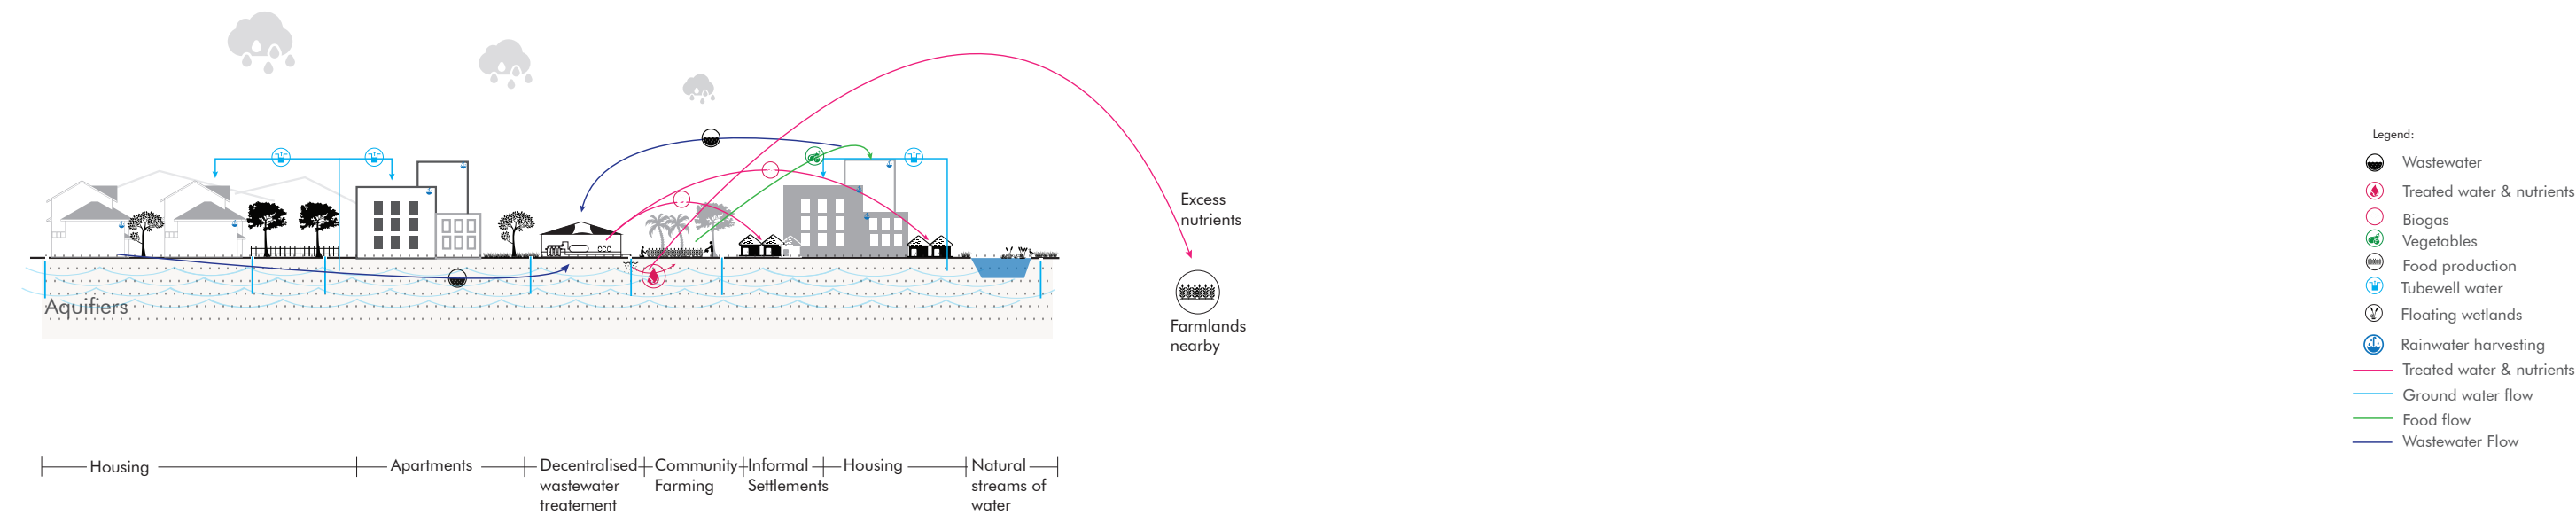 Legend:
Wastewater
Treated water & nutrients
Biogas
Vegetables
Food production
Tubewell water
Floating wetlands
Rainwater harvesting
Treated water & nutrients
Ground water flow
Food flow
Wastewater Flow
Excess
nutrients
Farmlands
nearby
Aquifiers
Housing
Apartments
Decentralised
wastewater
treatement
Community
Farming
Informal
Settlements
Housing
Natural
streams of
water